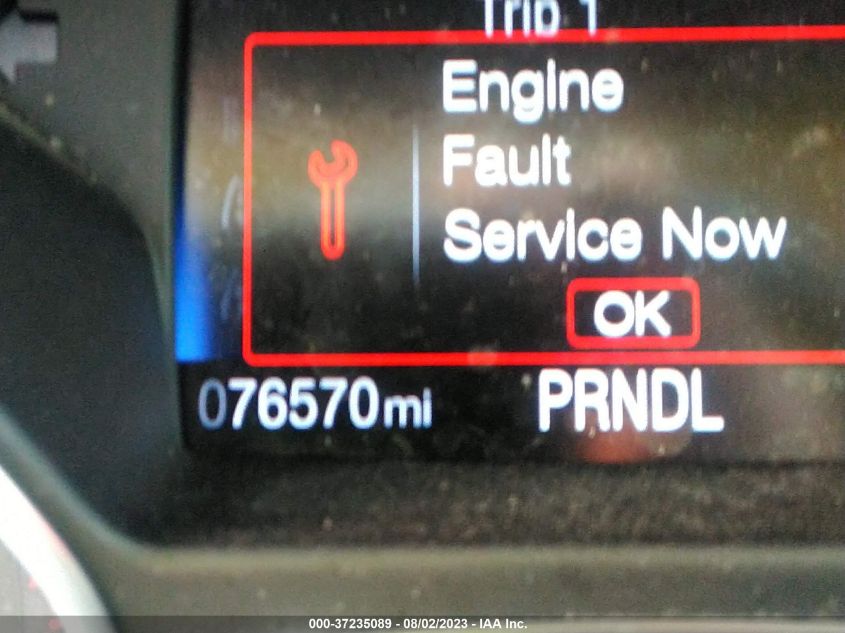 Trip 1
Engine
Fault
Service Now
OK
076570mi PRNDL
000-37235089 - 08/02/2023 - IAA Inc.